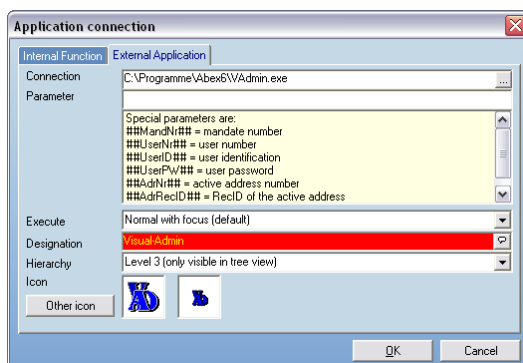 Application connection
Internal Function External Application
Connection C:\Programme\Abex6\VAdmin.exe ...
Parameter
Special parameters are:
##MandNr## = mandate number
##UserNr## = user number
##UserID## = user identification
##UserPW## = user password
##AdrNr## = active address number
##AdrRecID## = RecID of the active address
Execute Normal with focus (default)
Designation Visual-Admin
Hierarchy Level 3 (only visible in tree view)
Icon
Other icon
OK Cancel